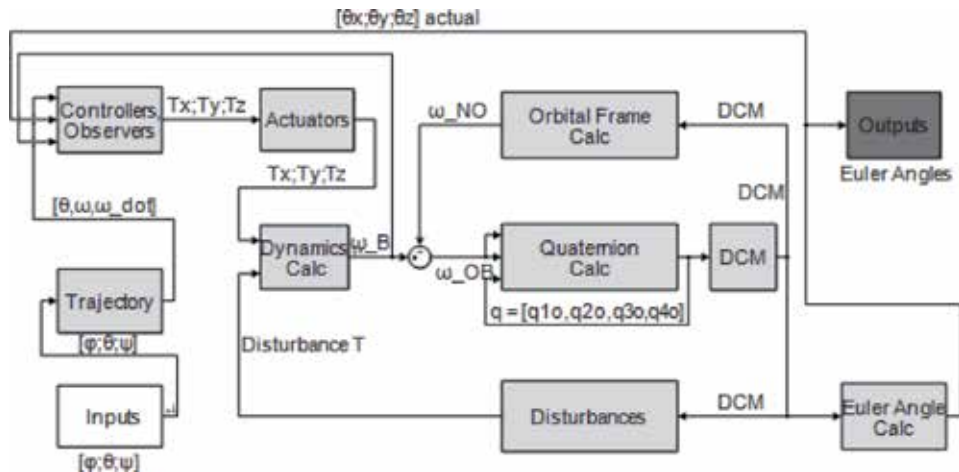 [θx;θy;θz] actual
Controllers
Observers
Tx;Ty;Tz
Actuators
ω_NO
Orbital Frame
Calc
DCM
Outputs
Euler Angles
Tx;Ty;Tz
DCM
[θ,ω,ω_dot]
Dynamics
Calc
ω_B
ω_OB
Quaternion
Calc
DCM
Trajectory
[φ;θ;ψ]
q = [q1o,q2o,q3o,q4o]
Disturbance T
Inputs
[φ;θ;ψ]
Disturbances
DCM
Euler Angle
Calc